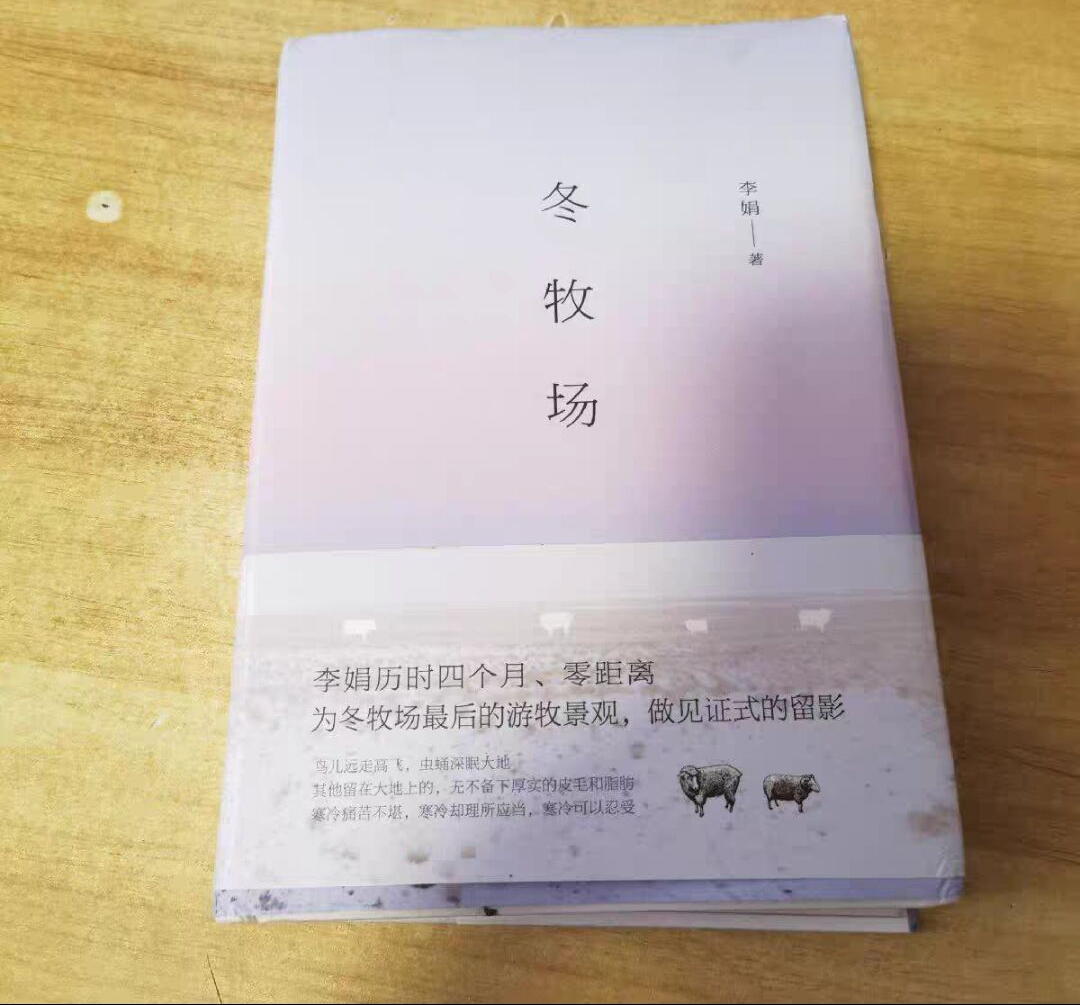 冬牧场
李娟——著
李娟历时四个月、零距离
为冬牧场最后的游牧景观，做见证式的留影
鸟儿远走高飞，虫蛹深眠大地
其他留在大地上的，无不备下厚实的皮毛和脂肪
寒冷痛苦不堪，寒冷却理所应当，寒冷可以忍受